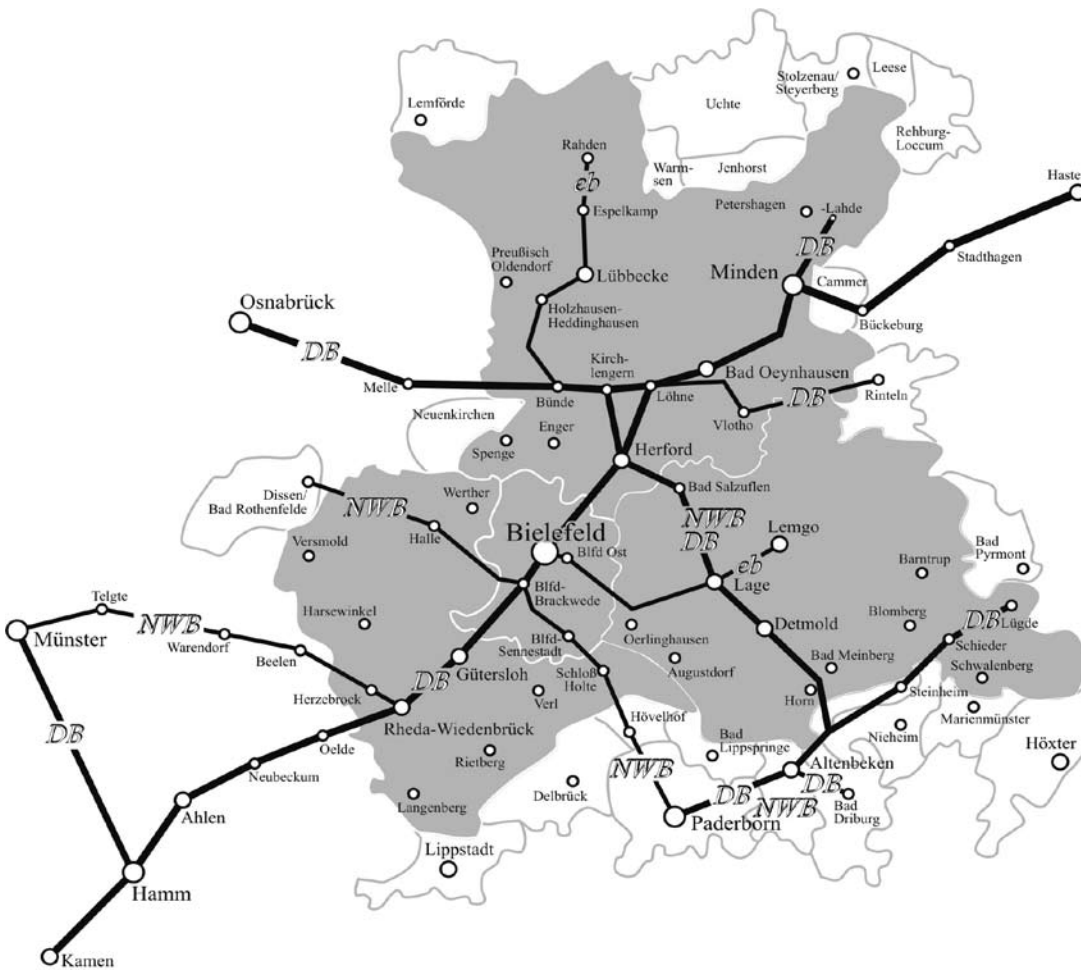 Stolzenau/
Steyerberg
Leese
Lemförde
Uchte
Rehburg-
Loccum
Rahden
Warm-
sen
Jenhorst
eb
Haste
Petershagen
-Lahde
Espelkamp
DB
Stadthagen
Preußisch
Oldendorf
Lübbecke
Minden
Cammer
Osnabrück
Holzhausen-
Heddinghausen
Bückeburg
DB
Kirch-
lengern
Bad Oeynhausen
Melle
Bünde
Löhne
DB
Rinteln
Neuenkirchen
Enger
Vlotho
Spenge
Herford
Dissen/
Bad Rothenfelde
Werther
Bad Salzuflen
NWB
NWB
Bielefeld
Lemgo
Halle
DB
Bad
Pyrmont
Versmold
Blfd Ost
eb
Barntrup
Blfd-
Brackwede
Lage
Telgte
Harsewinkel
Blomberg
DB
Lügde
Münster
NWB
Warendorf
Blfd-
Sennestadt
Oerlinghausen
Detmold
Schieder
Beelen
DB
Gütersloh
Schloß
Holte
Augustdorf
Bad Meinberg
Schwalenberg
Herzebrock
Verl
Horn
Steinheim
Rheda-Wiedenbrück
Hövelhof
Marienmünster
DB
Oelde
Rietberg
Bad
Lippspringe
Nieheim
Höxter
Neubeckum
NWB
Altenbeken
Langenberg
Delbrück
DB
DB
NWB
Bad
Driburg
Ahlen
Paderborn
Lippstadt
Hamm
Kamen